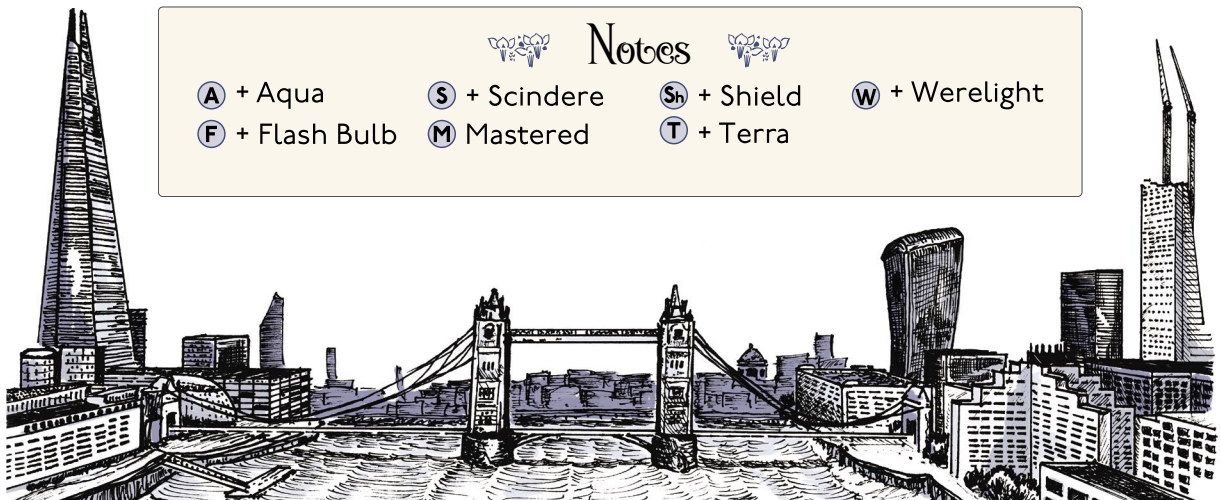 Notes
A + Aqua S + Scindere Sh + Shield W + Werelight
F + Flash Bulb M Mastered T + Terra